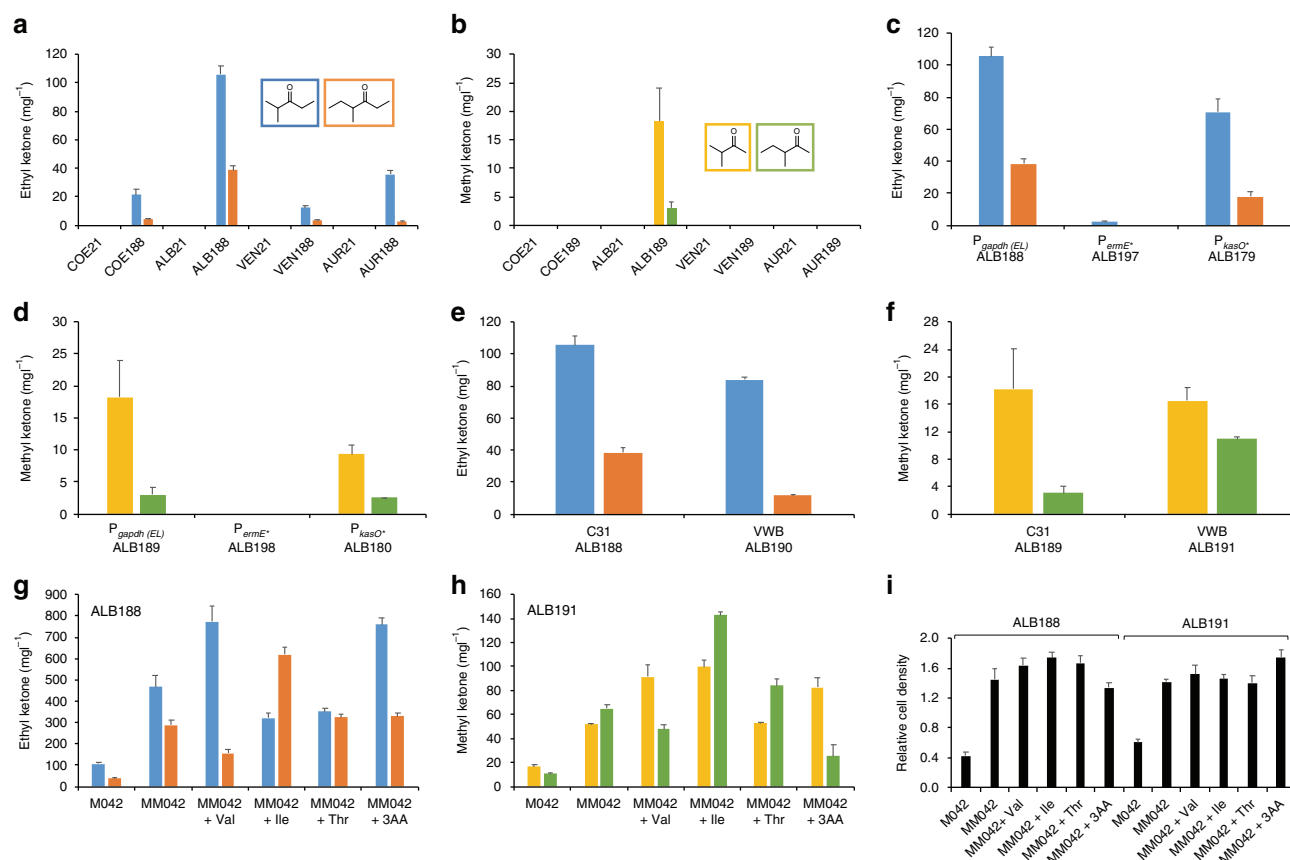 a
Ethyl ketone (mgl−1)
120
100
80
60
40
20
0
O
O
COE21
COE188
ALB21
ALB188
VEN21
VEN188
AUR21
AUR188
b
Methyl ketone (mgl−1)
30
25
20
15
10
5
0
O
O
COE21
COE189
ALB21
ALB189
VEN21
VEN189
AUR21
AUR189
c
Ethyl ketone (mgl−1)
120
100
80
60
40
20
0
Pgapdh (EL)
ALB188
PermE*
ALB197
PkasO*
ALB179
d
Methyl ketone (mgl−1)
30
25
20
15
10
5
0
Pgapdh (EL)
ALB189
PermE*
ALB198
PkasO*
ALB180
e
Ethyl ketone (mgl−1)
120
100
80
60
40
20
0
C31
ALB188
VWB
ALB190
f
Methyl ketone (mgl−1)
28
24
20
16
12
8
4
0
C31
ALB189
VWB
ALB191
g
ALB188
Ethyl ketone (mgl−1)
900
800
700
600
500
400
300
200
100
0
M042
MM042
MM042
+ Val
MM042
+ Ile
MM042
+ Thr
MM042
+ 3AA
h
ALB191
Methyl ketone (mgl−1)
160
140
120
100
80
60
40
20
0
M042
MM042
MM042
+ Val
MM042
+ Ile
MM042
+ Thr
MM042
+ 3AA
i
ALB188
ALB191
Relative cell density
2.0
1.6
1.2
0.8
0.4
0.0
M042
MM042
MM042+ Val
MM042 + Ile
MM042 + Thr
MM042 + 3AA
M042
MM042
MM042 + Val
MM042 + Ile
MM042 + Thr
MM042 + 3AA